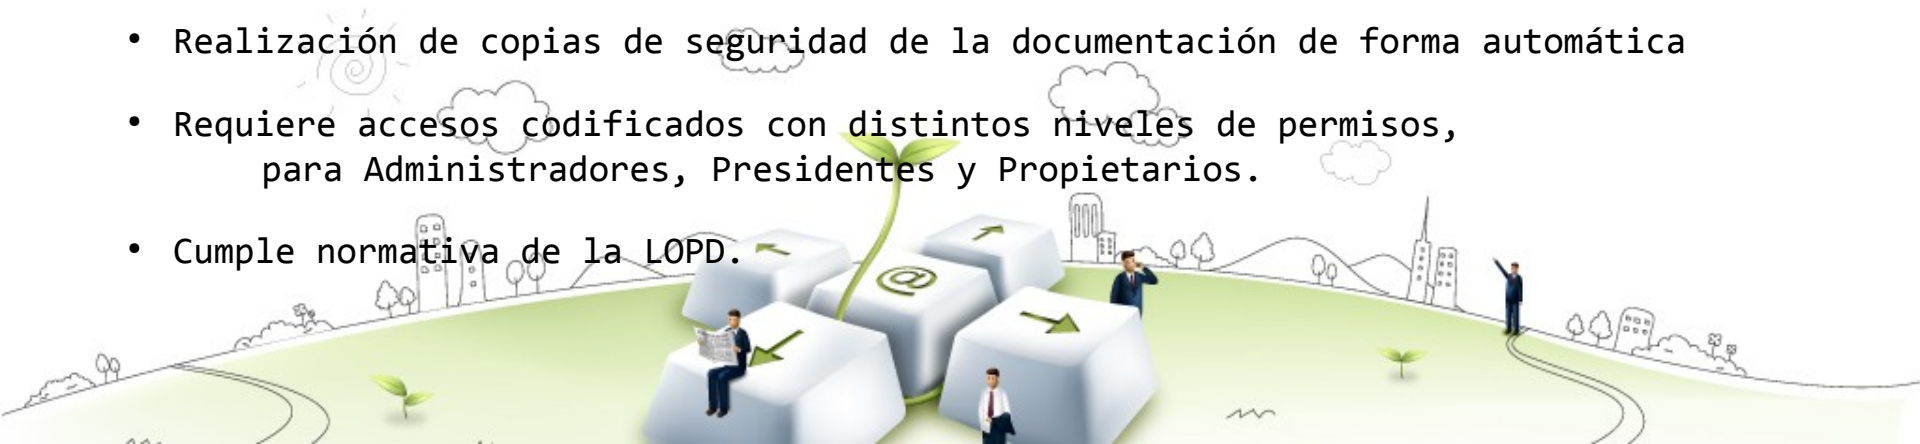 • Realización de copias de seguridad de la documentación de forma automática
• Requiere accesos codificados con distintos niveles de permisos,
para Administradores, Presidentes y Propietarios.
• Cumple normativa de la LOPD.
@